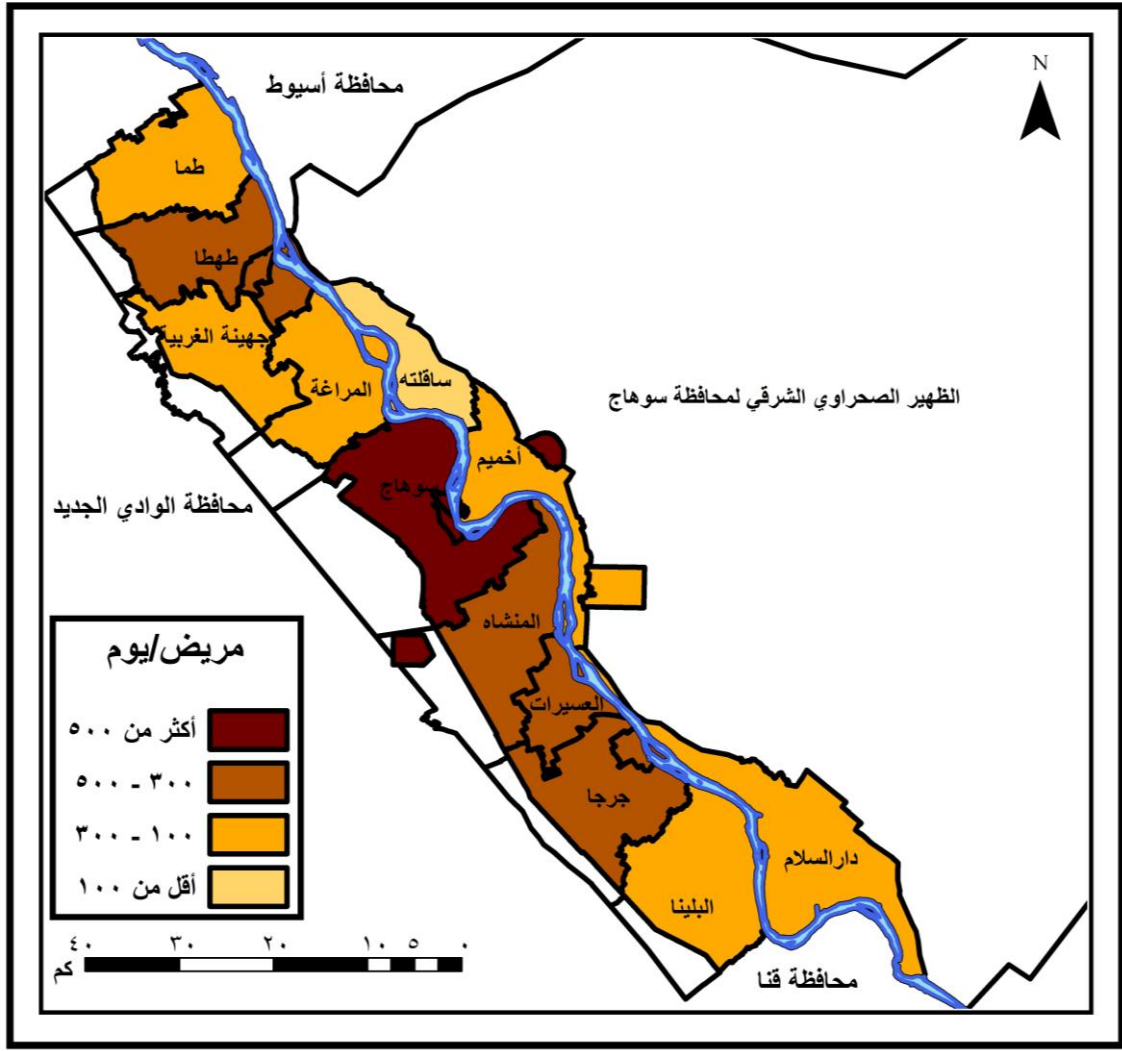 N
محافظة أسيوط
طما
طهطا
جهينة الغربية
المراغة
ساقلته
الظهير الصحراوي الشرقي لمحافظة سوهاج
أخميم
سوهاج
محافظة الوادي الجديد
المنشاه
العسيرات
جرجا
دارالسلام
البلينا
محافظة قنا
مريض/يوم
أكثر من ٥٠٠
٣٠٠ - ٥٠٠
١٠٠ - ٣٠٠
أقل من ١٠٠
٤٠ ٣٠ ٢٠ ١٠ ٥ ٠
كم